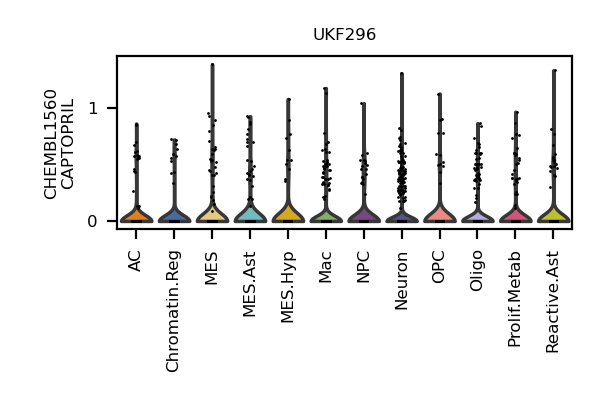 UKF296
CHEMBL1560
CAPTOPRIL
1
0
AC
Chromatin.Reg
MES
MES.Ast
MES.Hyp
Mac
NPC
Neuron
OPC
Oligo
Prolif.Metab
Reactive.Ast